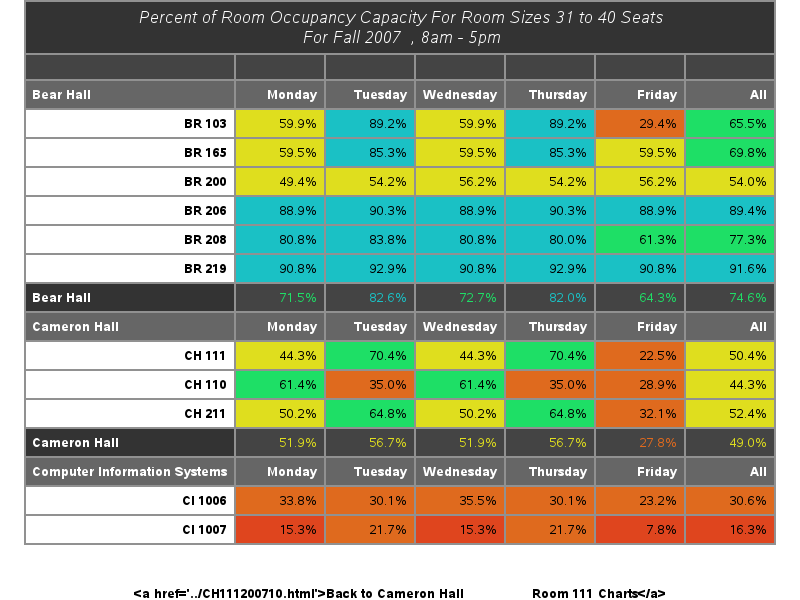 Percent of Room Occupancy Capacity For Room Sizes 31 to 40 Seats
For Fall 2007 , 8am - 5pm
Bear Hall Monday Tuesday Wednesday Thursday Friday All
BR 103 59.9% 89.2% 59.9% 89.2% 29.4% 65.5%
BR 165 59.5% 85.3% 59.5% 85.3% 59.5% 69.8%
BR 200 49.4% 54.2% 56.2% 54.2% 56.2% 54.0%
BR 206 88.9% 90.3% 88.9% 90.3% 88.9% 89.4%
BR 208 80.8% 83.8% 80.8% 80.0% 61.3% 77.3%
BR 219 90.8% 92.9% 90.8% 92.9% 90.8% 91.6%
Bear Hall 71.5% 82.6% 72.7% 82.0% 64.3% 74.6%
Cameron Hall Monday Tuesday Wednesday Thursday Friday All
CH 111 44.3% 70.4% 44.3% 70.4% 22.5% 50.4%
CH 110 61.4% 35.0% 61.4% 35.0% 28.9% 44.3%
CH 211 50.2% 64.8% 50.2% 64.8% 32.1% 52.4%
Cameron Hall 51.9% 56.7% 51.9% 56.7% 27.8% 49.0%
Computer Information Systems Monday Tuesday Wednesday Thursday Friday All
CI 1006 33.8% 30.1% 35.5% 30.1% 23.2% 30.6%
CI 1007 15.3% 21.7% 15.3% 21.7% 7.8% 16.3%
<a href='../CH111200710.html'>Back to Cameron Hall Room 111 Charts</a>